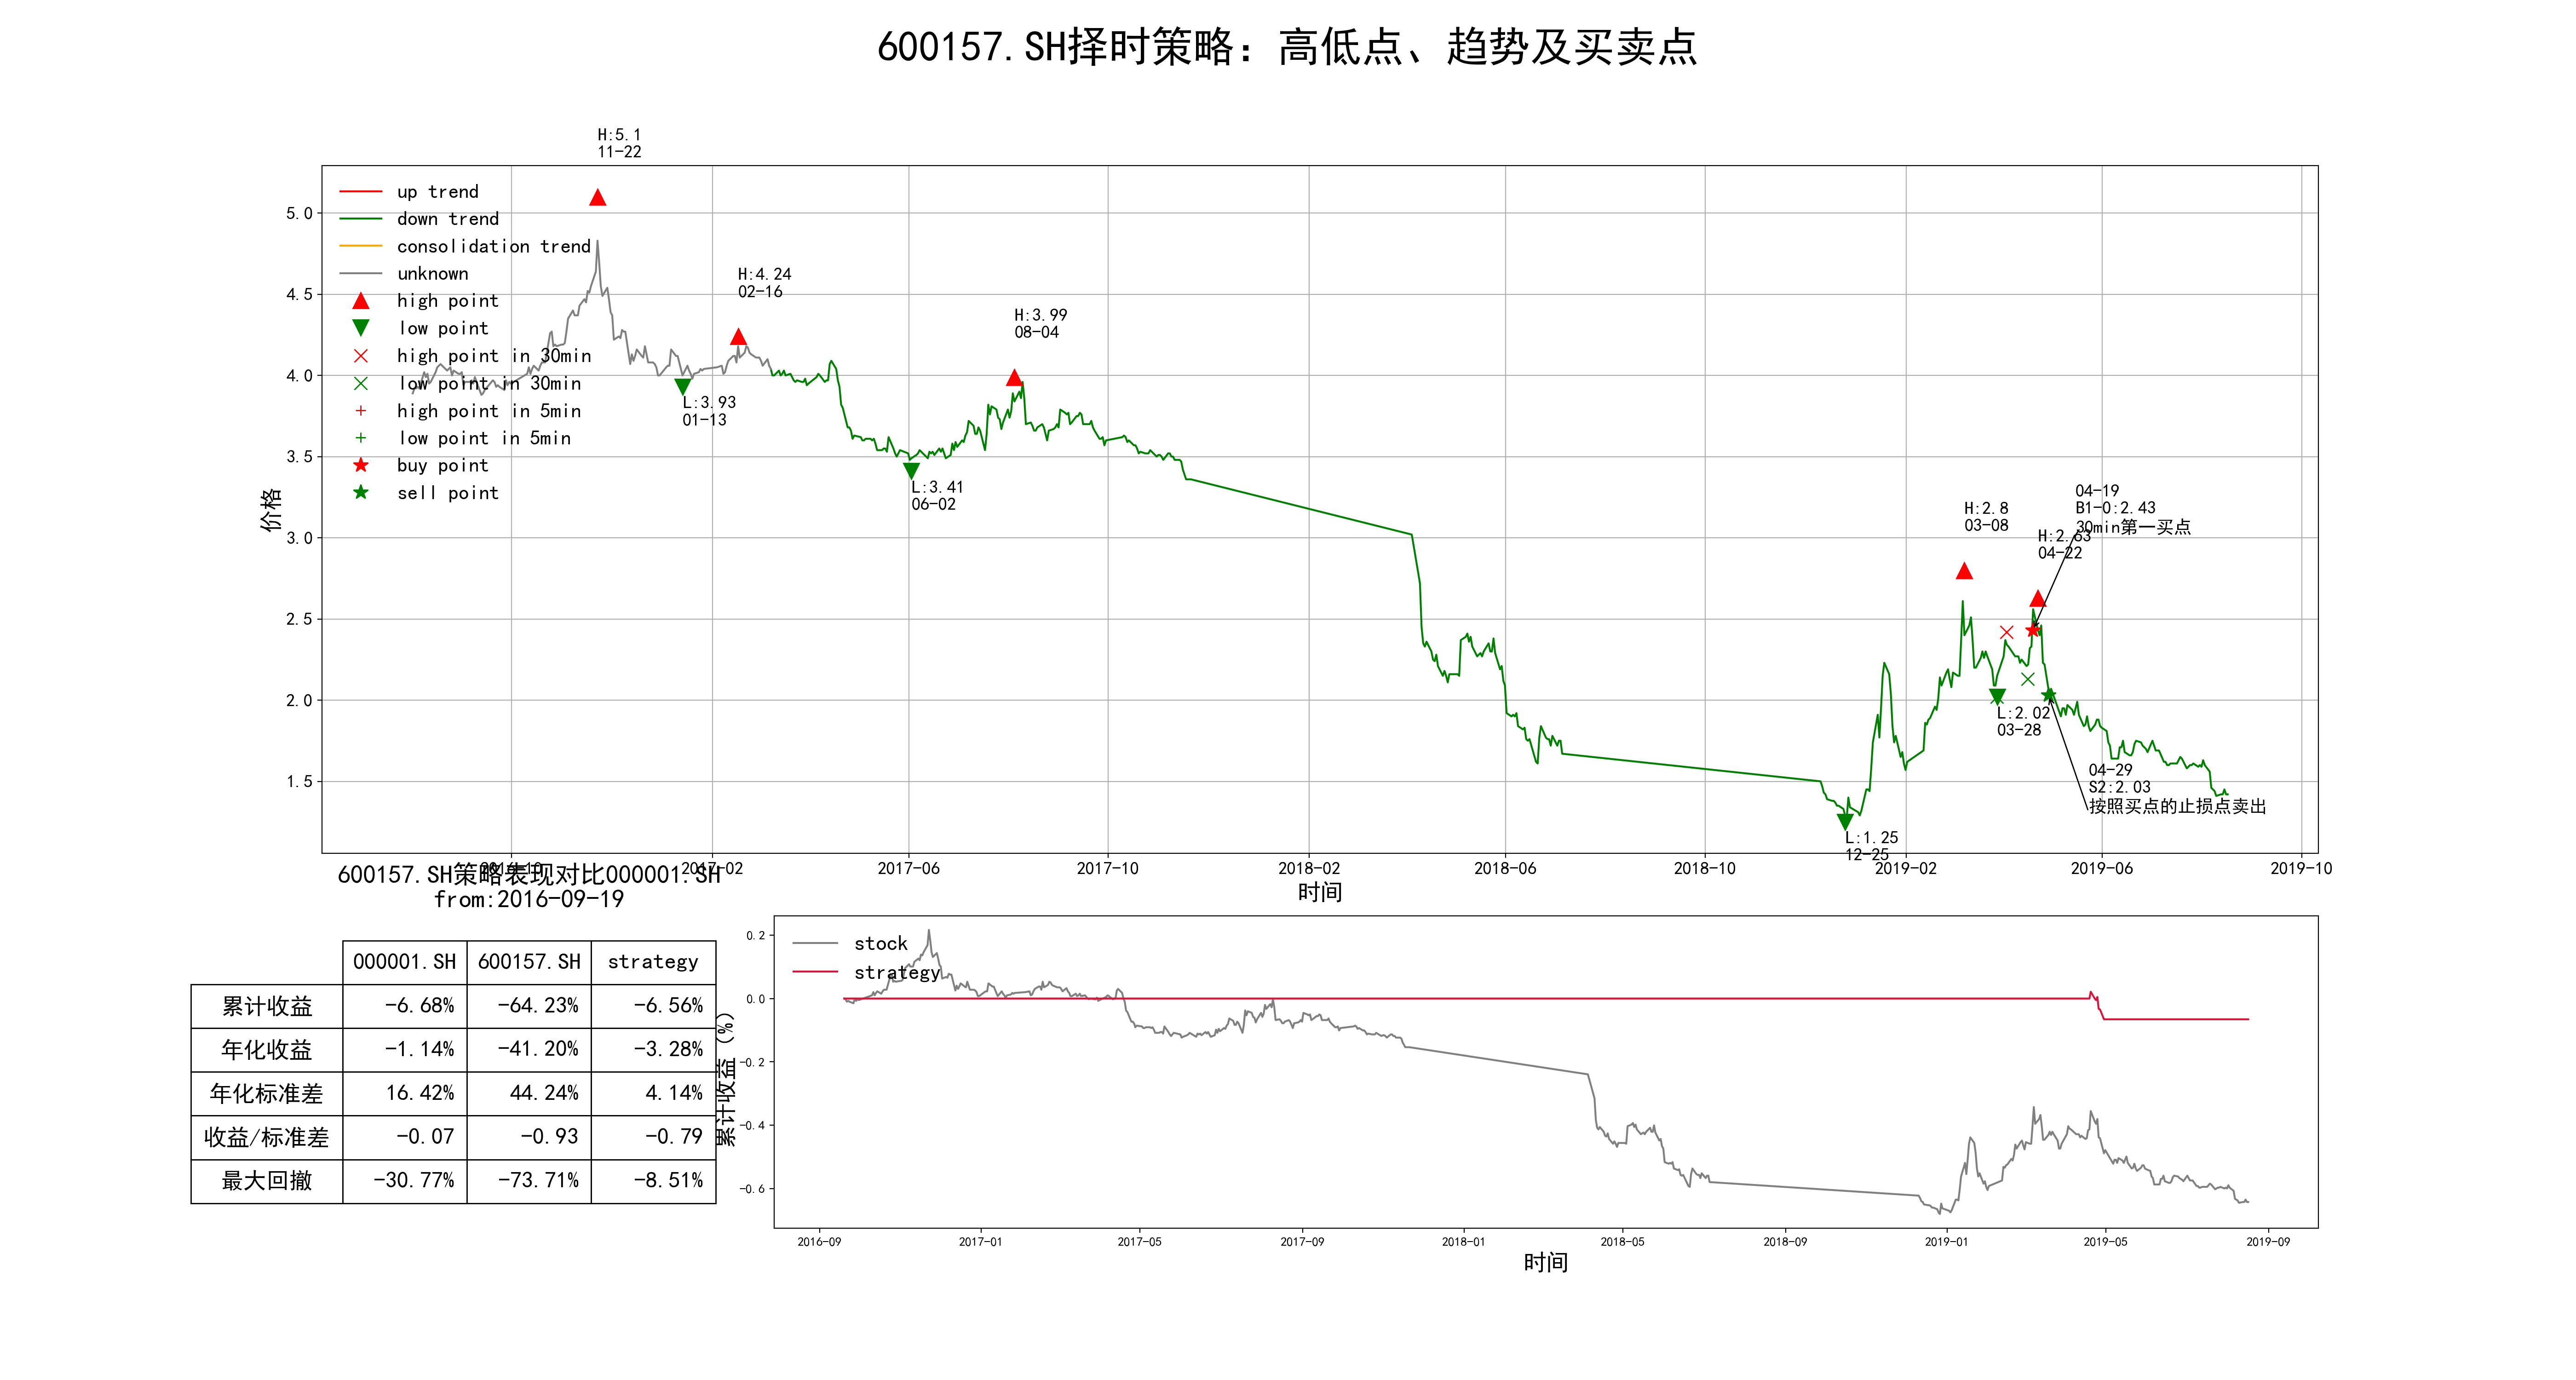 600157.SH择时策略：高低点、趋势及买卖点
H:5.1
11-22
up trend
down trend
consolidation trend
unknown
high point
low point
high point in 30min
low point in 30min
high point in 5min
low point in 5min
buy point
sell point
H:4.24
02-16
L:3.93
01-13
H:3.99
08-04
L:3.41
06-02
H:2.8
03-08
04-19
B1-0:2.43
30min第一买点
H:2.63
04-22
L:2.02
03-28
04-29
S2:2.03
按照买点的止损点卖出
L:1.25
12-25
价格
5.0
4.5
4.0
3.5
3.0
2.5
2.0
1.5
2016-10
2017-02
2017-06
2017-10
2018-02
2018-06
2018-10
2019-02
2019-06
2019-10
时间
600157.SH策略表现对比000001.SH
from:2016-09-19
000001.SH 600157.SH strategy
累计收益 -6.68% -64.23% -6.56%
年化收益 -1.14% -41.20% -3.28%
年化标准差 16.42% 44.24% 4.14%
收益/标准差 -0.07 -0.93 -0.79
最大回撤 -30.77% -73.71% -8.51%
累计收益（%）
0.2
0.0
-0.2
-0.4
-0.6
stock
strategy
2016-09
2017-01
2017-05
2017-09
2018-01
2018-05
2018-09
2019-01
2019-05
2019-09
时间